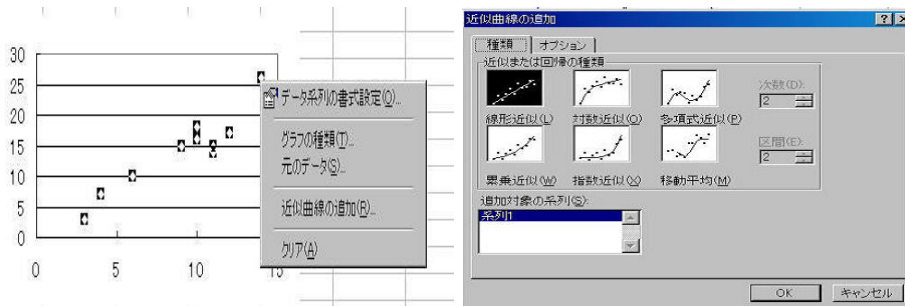 30
25
20
15
10
5
0
0 5 10 15
データ系列の書式設定(O)...
グラフの種類(T)...
元のデータ(S)...
近似曲線の追加(R)...
クリア(A)
近似曲線の追加
種類 オプション
近似または回帰の種類
線形近似(L) 対数近似(O) 多項式近似(P)
次数(D):
2
累乗近似(W) 指数近似(X) 移動平均(M)
区間(E):
2
追加対象の系列(S):
系列1
OK キャンセル